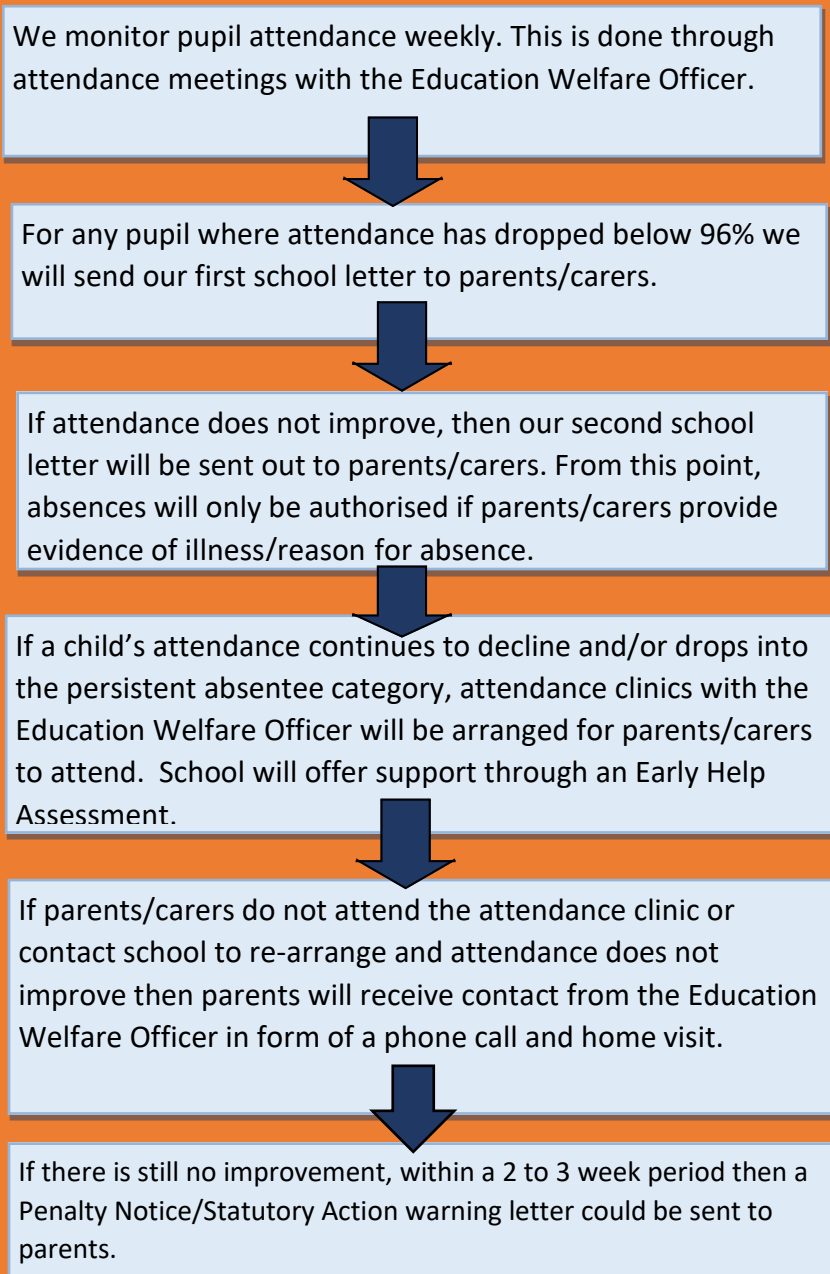 We monitor pupil attendance weekly. This is done through
attendance meetings with the Education Welfare Officer.
For any pupil where attendance has dropped below 96% we
will send our first school letter to parents/carers.
If attendance does not improve, then our second school
letter will be sent out to parents/carers. From this point,
absences will only be authorised if parents/carers provide
evidence of illness/reason for absence.
If a child’s attendance continues to decline and/or drops into
the persistent absentee category, attendance clinics with the
Education Welfare Officer will be arranged for parents/carers
to attend.  School will offer support through an Early Help
Assessment.
If parents/carers do not attend the attendance clinic or
contact school to re-arrange and attendance does not
improve then parents will receive contact from the Education
Welfare Officer in form of a phone call and home visit.
If there is still no improvement, within a 2 to 3 week period then a
Penalty Notice/Statutory Action warning letter could be sent to
parents.